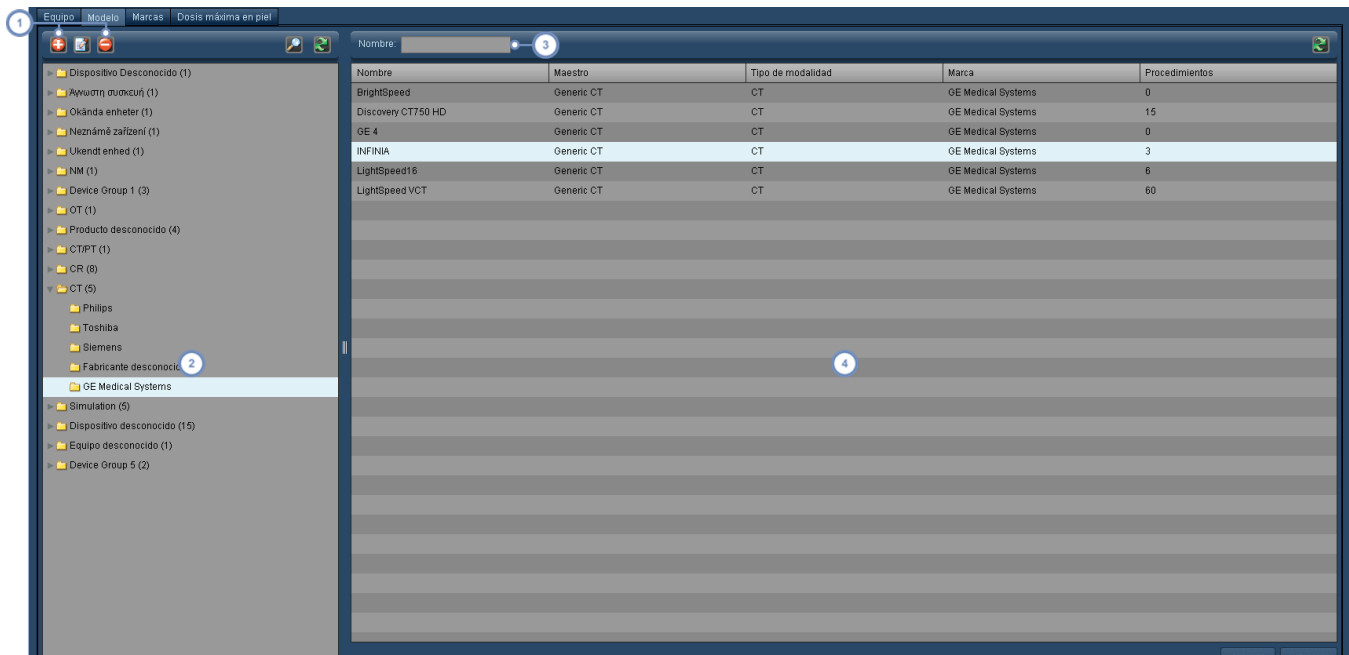 Equipo Modelo Marcas Dosis máxima en piel
1
Nombre: 3
Dispositivo Desconocido (1)
Άγνωστη συσκευή (1)
Okända enheter (1)
Neznámě zařízení (1)
Ukendt enhed (1)
NM (1)
Device Group 1 (3)
OT (1)
Producto desconocido (4)
CT/PT (1)
CR (8)
CT (5)
Philips
Toshiba
Siemens
Fabricante desconocid 2
GE Medical Systems
Simulation (5)
Dispositivo desconocido (15)
Equipo desconocido (1)
Device Group 5 (2)
Nombre Maestro Tipo de modalidad Marca Procedimientos
BrightSpeed Generic CT CT GE Medical Systems 0
Discovery CT750 HD Generic CT CT GE Medical Systems 15
GE 4 Generic CT CT GE Medical Systems 0
INFINIA Generic CT CT GE Medical Systems 3
LightSpeed16 Generic CT CT GE Medical Systems 6
LightSpeed VCT Generic CT CT GE Medical Systems 60
4